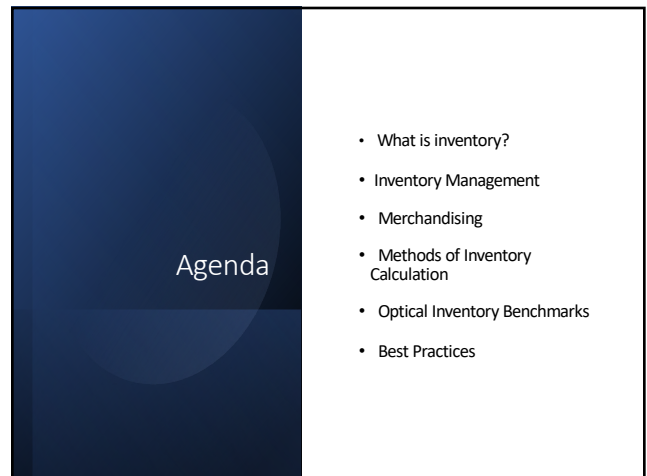 Agenda
• What is inventory?
• Inventory Management
• Merchandising
• Methods of Inventory
Calculation
• Optical Inventory Benchmarks
• Best Practices